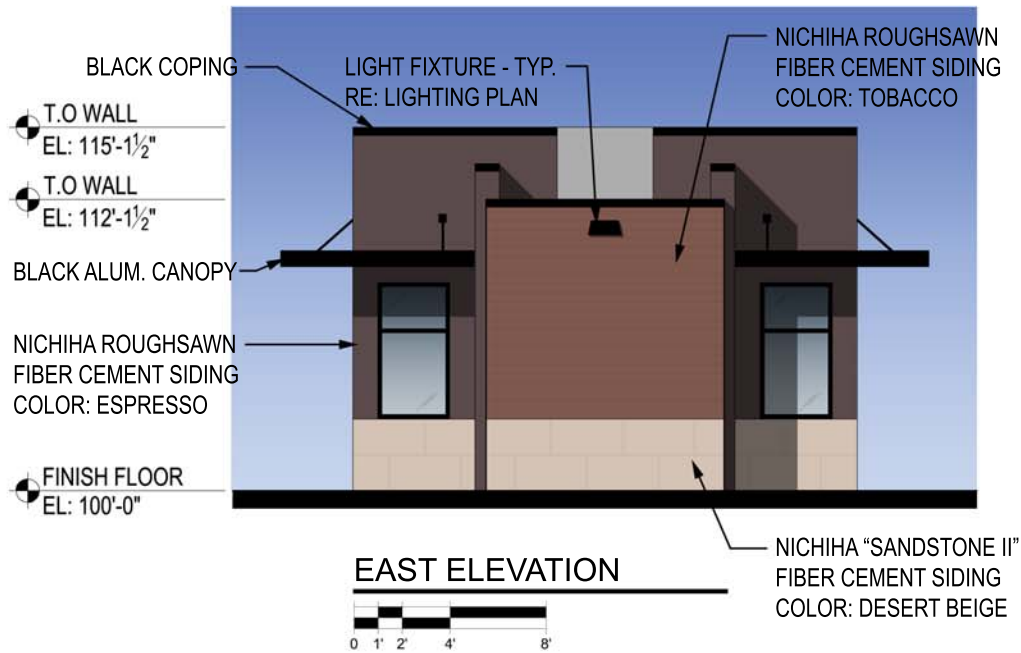 BLACK COPING
LIGHT FIXTURE - TYP.
RE: LIGHTING PLAN
NICHIHA ROUGHSAWN
FIBER CEMENT SIDING
COLOR: TOBACCO
T.O WALL
EL: 115'-1½"
T.O WALL
EL: 112'-1½"
BLACK ALUM. CANOPY
NICHIHA ROUGHSAWN
FIBER CEMENT SIDING
COLOR: ESPRESSO
FINISH FLOOR
EL: 100'-0"
NICHIHA “SANDSTONE II”
FIBER CEMENT SIDING
COLOR: DESERT BEIGE
EAST ELEVATION
0 1' 2' 4' 8'